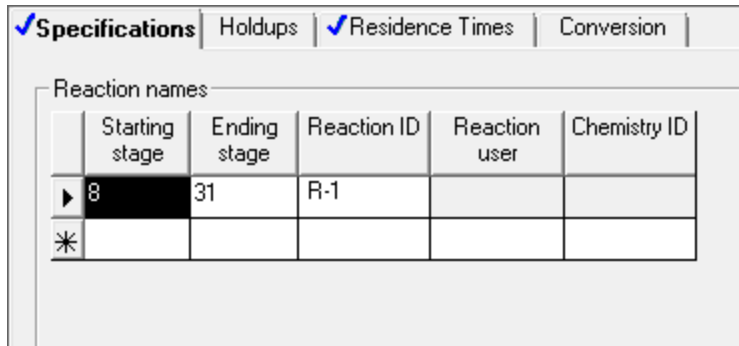 Specifications Holdups Residence Times Conversion
Reaction names
Starting stage Ending stage Reaction ID Reaction user Chemistry ID
8 31 R-1